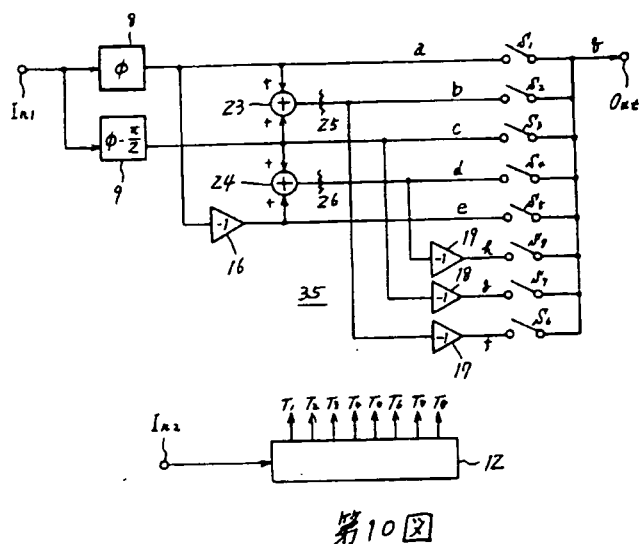 8
φ
a
S₁
q
In1
+
b
S₂
Out
23
+
25
+
c
S₃
φ-π/2
9
+
24
+
26
d
S₄
+
e
S₅
-1
16
19
-1
h
S₈
35
18
-1
g
S₇
-1
f
S₆
17
T₁ T₂ T₃ T₄ T₅ T₆ T₇ T₈
In2
12
第10図